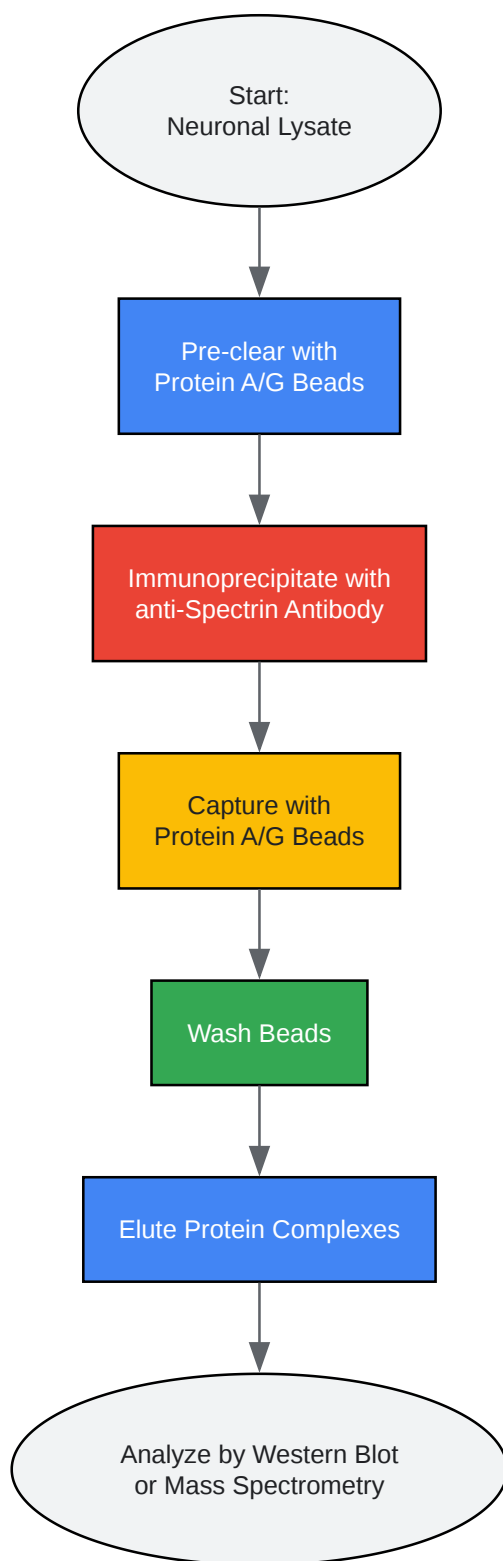 Start:
Neuronal Lysate
Pre-clear with
Protein A/G Beads
Immunoprecipitate with
anti-Spectrin Antibody
Capture with
Protein A/G Beads
Wash Beads
Elute Protein Complexes
Analyze by Western Blot
or Mass Spectrometry